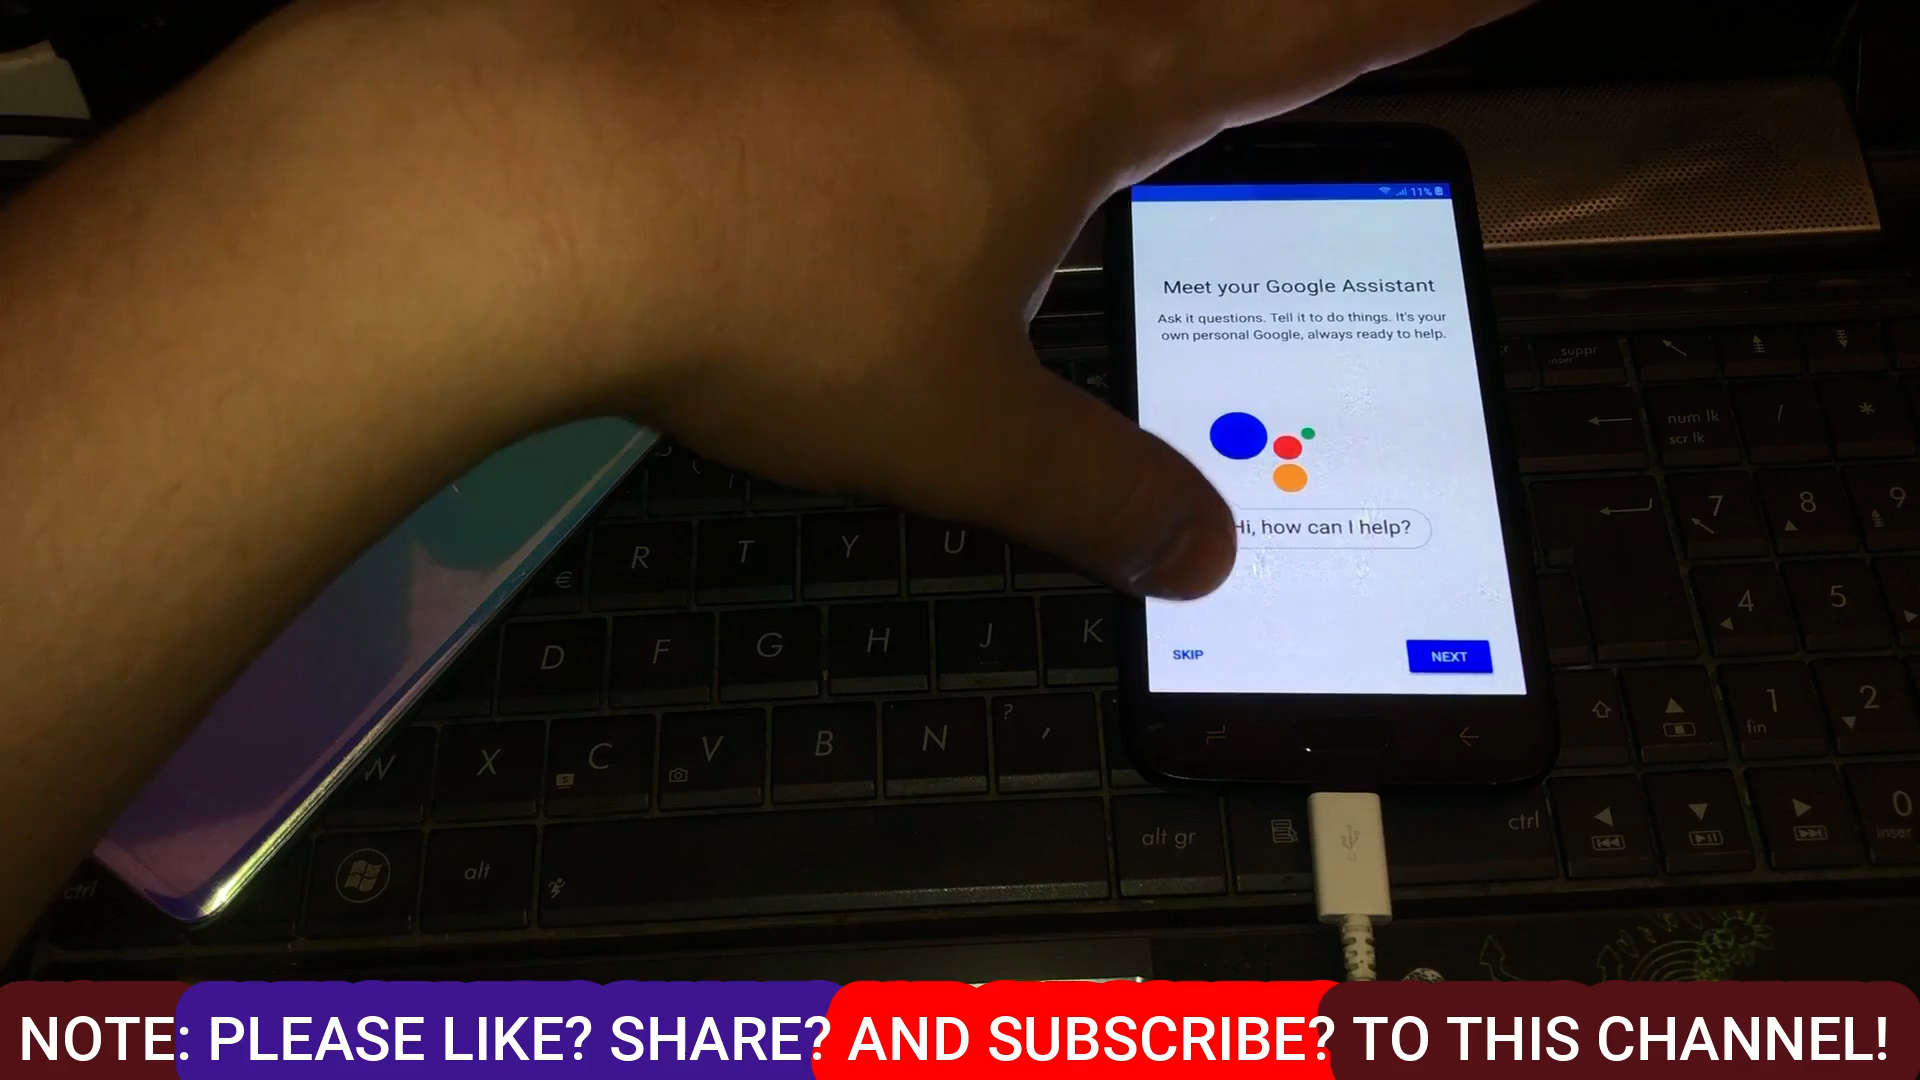 11%
Meet your Google Assistant
Ask it questions. Tell it to do things. It's your
own personal Google, always ready to help.
Hi, how can I help?
SKIP
NEXT
suppr
inser
num lk
scr lk
/
*
7
8
9
€
R
T
Y
U
4
5
D
F
G
H
J
K
1
fin
2
W
X
C
V
B
N
?
,
ctrl
alt
alt gr
ctrl
0
inser
NOTE: PLEASE LIKE? SHARE? AND SUBSCRIBE? TO THIS CHANNEL!